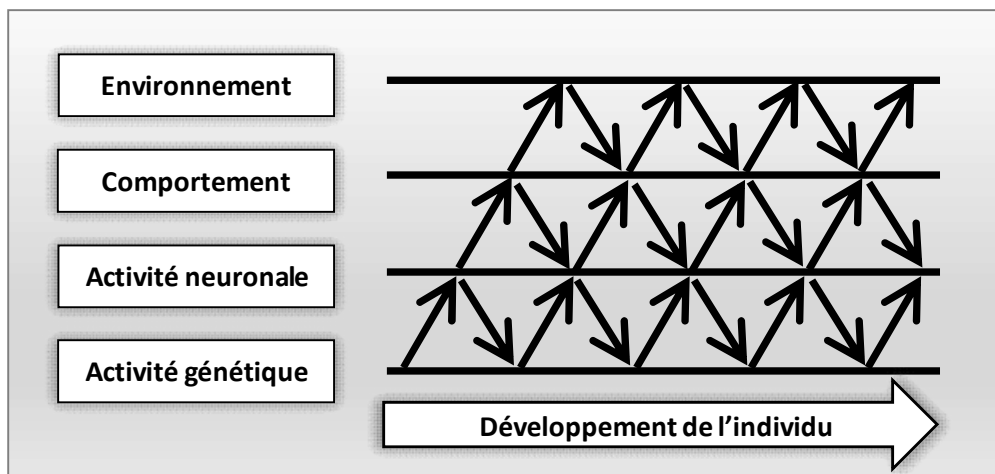 Environnement
Comportement
Activité neuronale
Activité génétique
Développement de l’individu